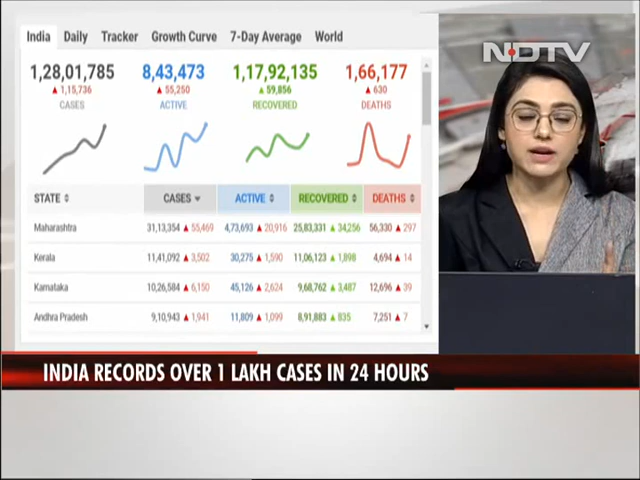 India Daily Tracker Growth Curve 7-Day Average World
NDTV
1,28,01,785 8,43,473 1,17,92,135 1,66,177
▲ 1,15,736 ▲ 55,250 ▲ 59,856 ▲ 630
CASES ACTIVE RECOVERED DEATHS
STATE CASES ACTIVE RECOVERED DEATHS
Maharashtra 31,13,354 ▲ 55,469 4,73,693 ▲ 20,916 25,83,331 ▲ 34,256 56,330 ▲ 297
Kerala 11,41,092 ▲ 3,502 30,275 ▲ 1,590 11,06,123 ▲ 1,898 4,694 ▲ 14
Karnataka 10,26,584 ▲ 6,150 45,126 ▲ 2,624 9,68,762 ▲ 3,487 12,696 ▲ 39
Andhra Pradesh 9,10,943 ▲ 1,941 11,809 ▲ 1,099 8,91,883 ▲ 835 7,251 ▲ 7
INDIA RECORDS OVER 1 LAKH CASES IN 24 HOURS